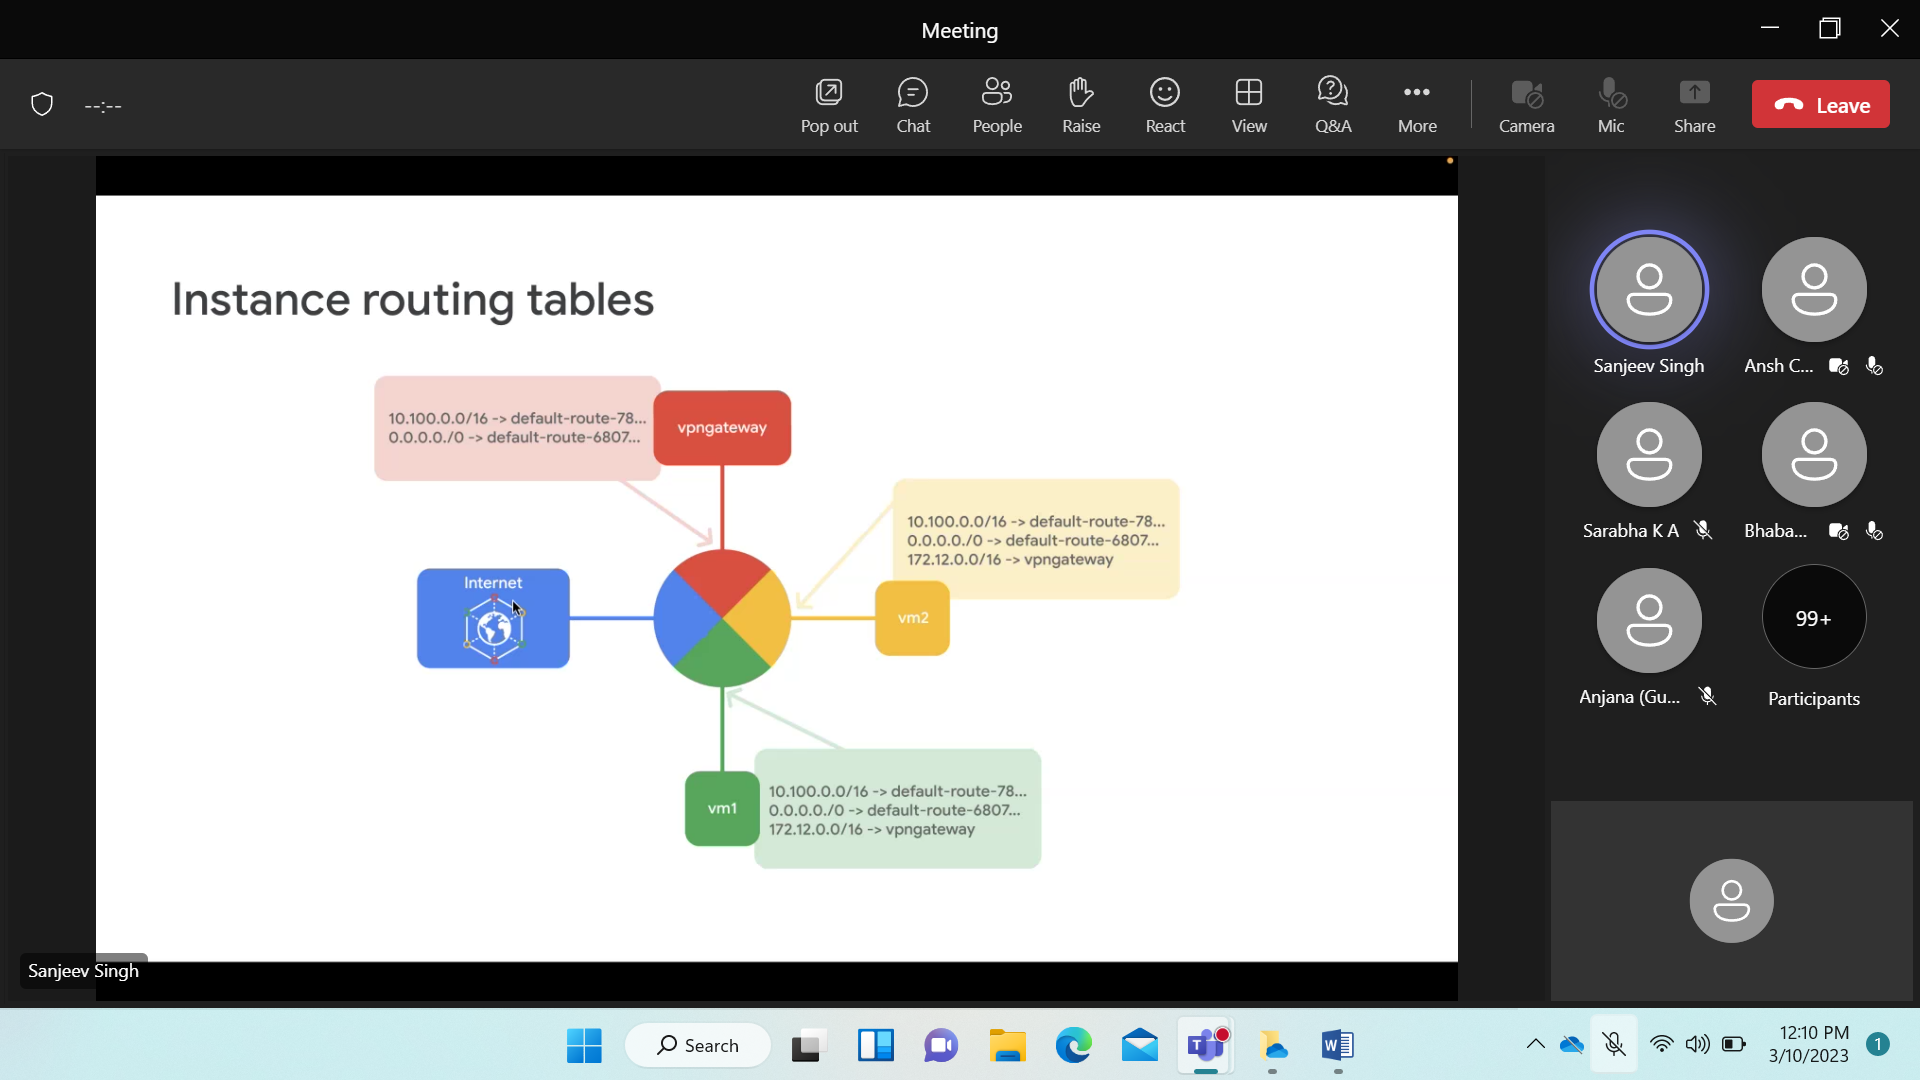 Meeting
--:--
Pop out
Chat
People
Raise
React
View
Q&A
More
Camera
Mic
Share
Leave
Instance routing tables
10.100.0.0/16 -> default-route-78...
0.0.0.0./0 -> default-route-6807...
vpngateway
10.100.0.0/16 -> default-route-78...
0.0.0.0./0 -> default-route-6807...
172.12.0.0/16 -> vpngateway
Internet
vm2
vm1
10.100.0.0/16 -> default-route-78...
0.0.0.0./0 -> default-route-6807...
172.12.0.0/16 -> vpngateway
Sanjeev Singh
Sanjeev Singh
Ansh C...
Sarabha K A
Bhaba...
Anjana (Gu...
99+
Participants
Search
T
W
12:10 PM
3/10/2023
1